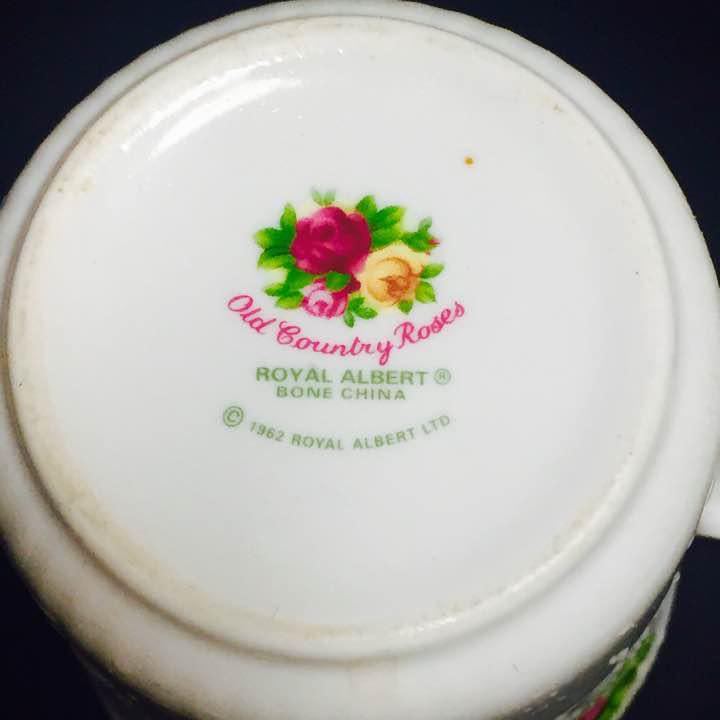 Old Country Roses
ROYAL ALBERT ®
BONE CHINA
© 1962 ROYAL ALBERT LTD